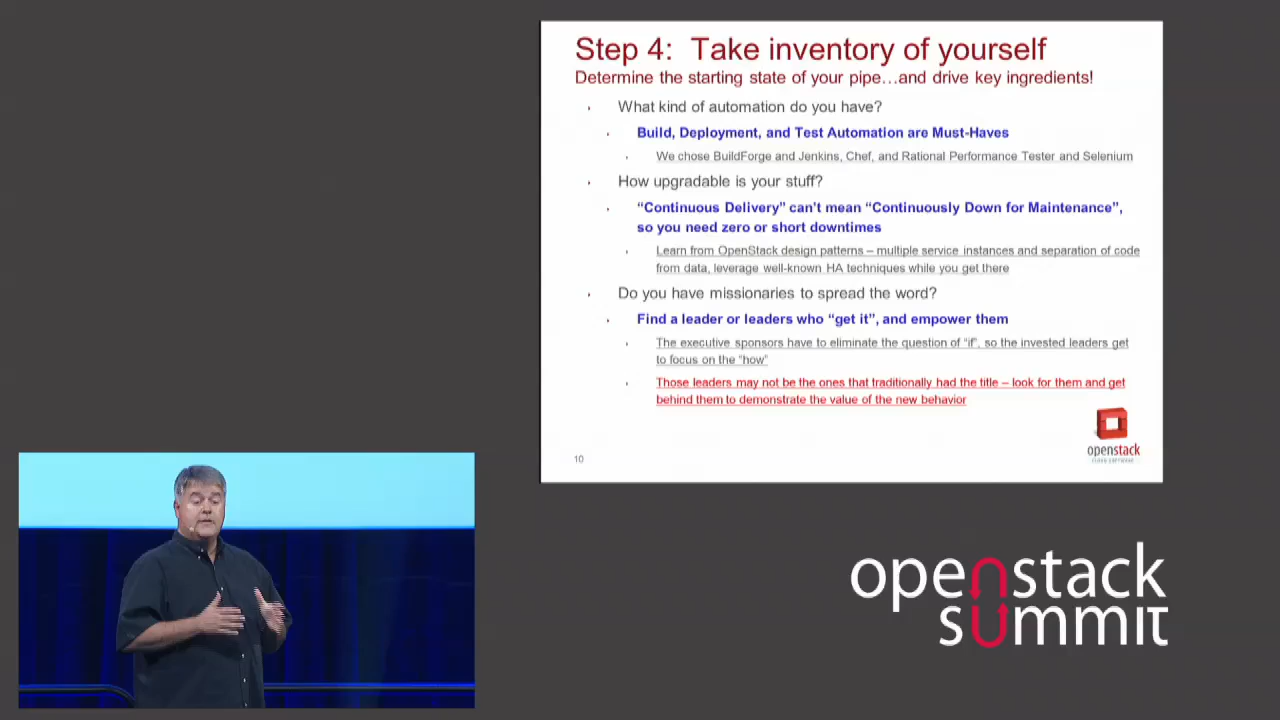 Step 4: Take inventory of yourself
Determine the starting state of your pipe…and drive key ingredients!
What kind of automation do you have?
Build, Deployment, and Test Automation are Must-Haves
We chose BuildForge and Jenkins, Chef, and Rational Performance Tester and Selenium
How upgradable is your stuff?
“Continuous Delivery” can't mean “Continuously Down for Maintenance”,
so you need zero or short downtimes
Learn from OpenStack design patterns – multiple service instances and separation of code
from data, leverage well-known HA techniques while you get there
Do you have missionaries to spread the word?
Find a leader or leaders who “get it”, and empower them
The executive sponsors have to eliminate the question of “if”, so the invested leaders get
to focus on the “how”
Those leaders may not be the ones that traditionally had the title – look for them and get
behind them to demonstrate the value of the new behavior
openstack
CLOUD SOFTWARE
10
openstack
summit